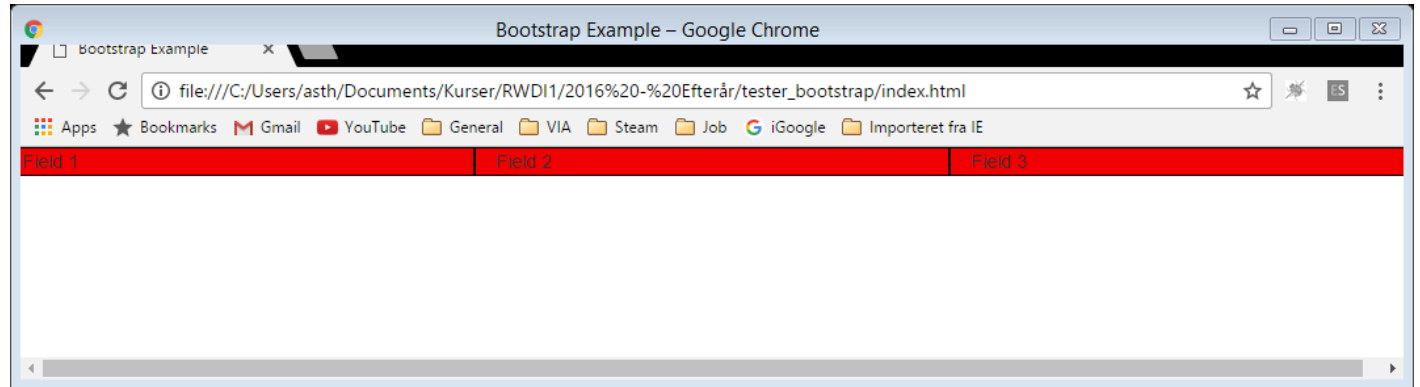 Bootstrap Example – Google Chrome
Bootstrap Example
file:///C:/Users/asth/Documents/Kurser/RWDI1/2016%20-%20Efterår/tester_bootstrap/index.html
ES
Apps Bookmarks Gmail YouTube General VIA Steam Job iGoogle Importeret fra IE
Field 1 Field 2 Field 3